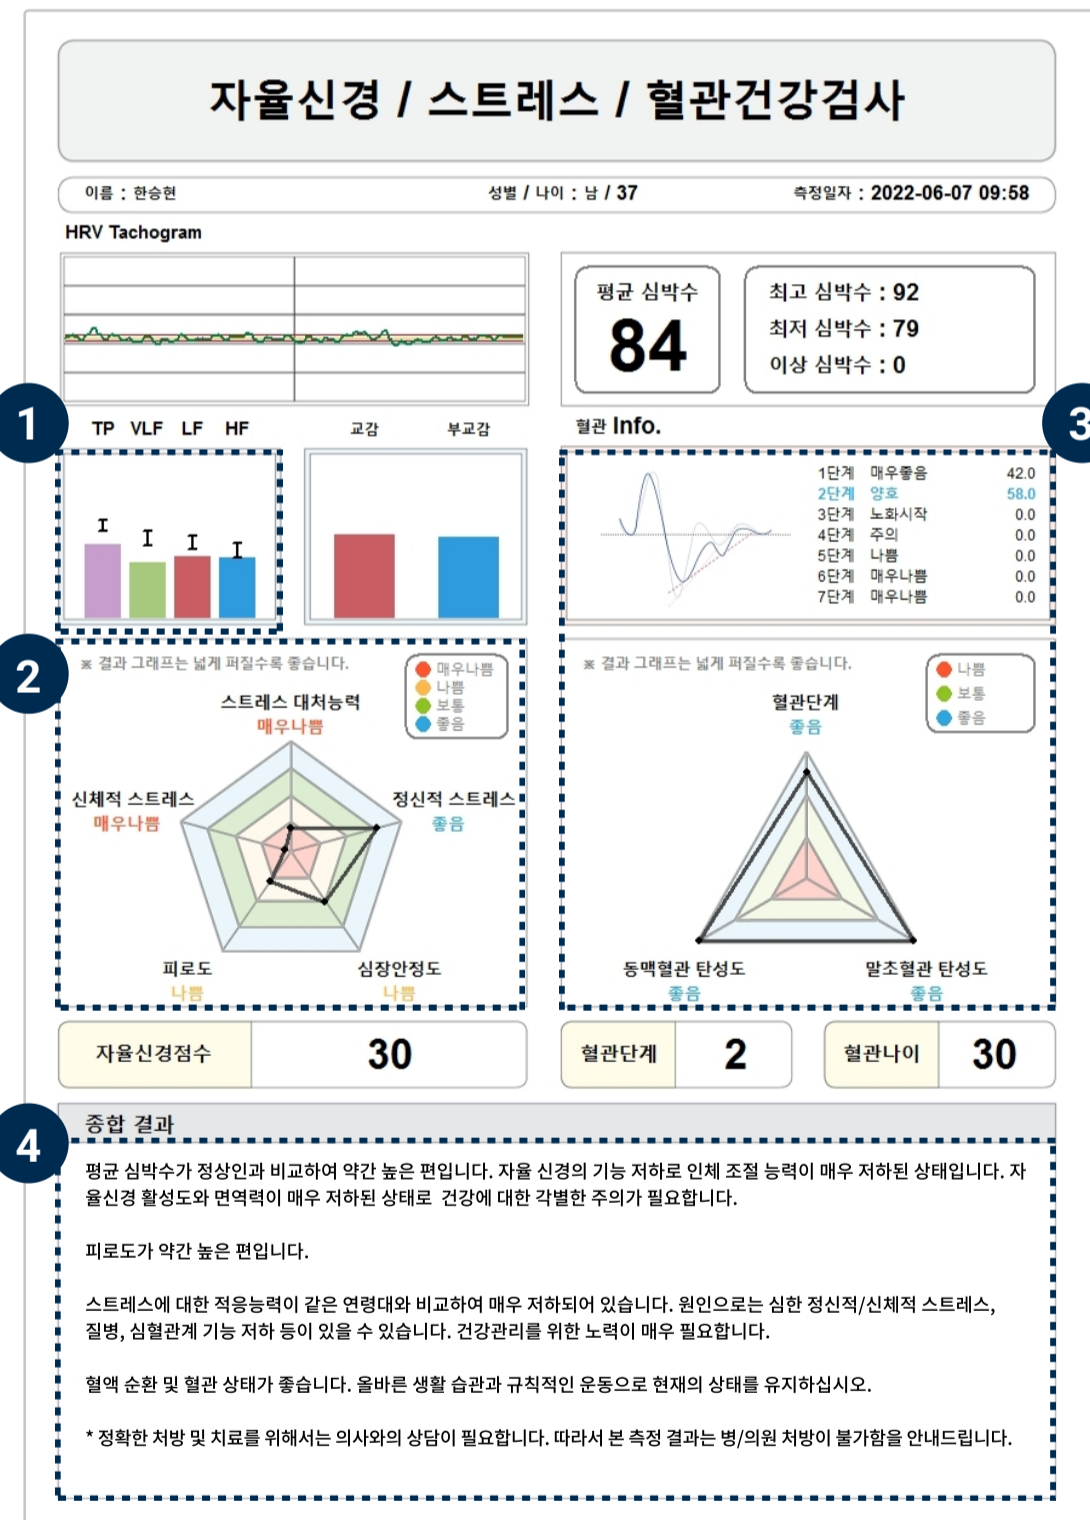 자율신경 / 스트레스 / 혈관건강검사
이름 : 한승현 성별 / 나이 : 남 / 37 측정일자 : 2022-06-07 09:58
HRV Tachogram
평균 심박수
84
최고 심박수 : 92
최저 심박수 : 79
이상 심박수 : 0
1
TP VLF LF HF
교감 부교감
혈관 Info.
3
1단계 매우좋음 42.0
2단계 양호 58.0
3단계 노화시작 0.0
4단계 주의 0.0
5단계 나쁨 0.0
6단계 매우나쁨 0.0
7단계 매우나쁨 0.0
2
※ 결과 그래프는 넓게 퍼질수록 좋습니다.
매우나쁨
나쁨
보통
좋음
스트레스 대처능력
매우나쁨
신체적 스트레스
매우나쁨
정신적 스트레스
좋음
피로도
나쁨
심장안정도
나쁨
※ 결과 그래프는 넓게 퍼질수록 좋습니다.
나쁨
보통
좋음
혈관단계
좋음
동맥혈관 탄성도
좋음
말초혈관 탄성도
좋음
자율신경점수 30
혈관단계 2
혈관나이 30
4
종합 결과
평균 심박수가 정상인과 비교하여 약간 높은 편입니다. 자율 신경의 기능 저하로 인체 조절 능력이 매우 저하된 상태입니다. 자
율신경 활성도와 면역력이 매우 저하된 상태로 건강에 대한 각별한 주의가 필요합니다.
피로도가 약간 높은 편입니다.
스트레스에 대한 적응능력이 같은 연령대와 비교하여 매우 저하되어 있습니다. 원인으로는 심한 정신적/신체적 스트레스,
질병, 심혈관계 기능 저하 등이 있을 수 있습니다. 건강관리를 위한 노력이 매우 필요합니다.
혈액 순환 및 혈관 상태가 좋습니다. 올바른 생활 습관과 규칙적인 운동으로 현재의 상태를 유지하십시오.
* 정확한 처방 및 치료를 위해서는 의사와의 상담이 필요합니다. 따라서 본 측정 결과는 병/의원 처방이 불가함을 안내드립니다.